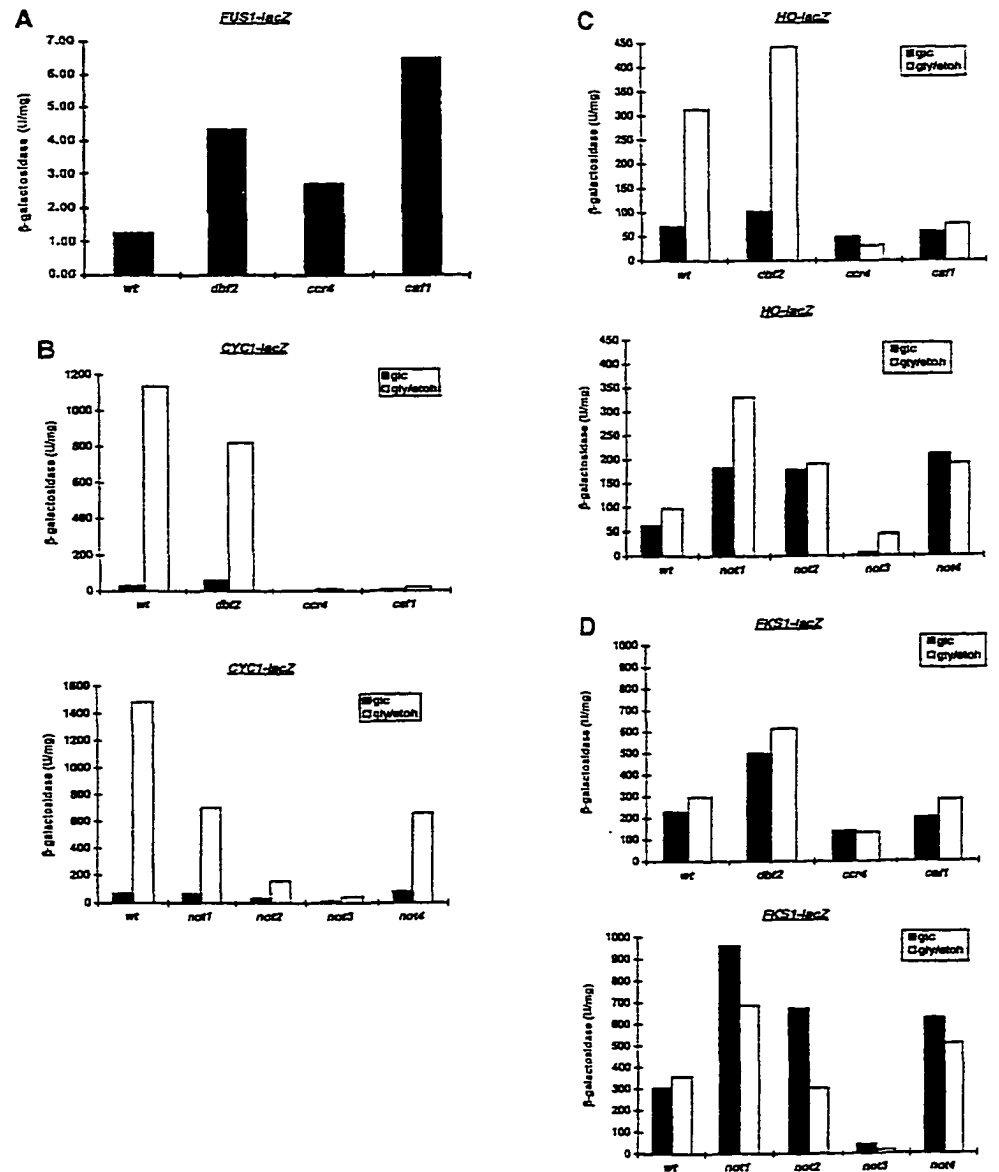 A
FUS1-lacZ
β-galactosidase (U/mg)
7.00
6.00
5.00
4.00
3.00
2.00
1.00
0.00
wt dbf2 ccr4 caf1
B
CYC1-lacZ
glc
gly/etoh
β-galactosidase (U/mg)
1200
1000
800
400
200
0
wt dbf2 ccr4 caf1
CYC1-lacZ
glc
gly/etoh
β-galactosidase (U/mg)
1600
1400
1200
1000
800
600
400
200
0
wt not1 not2 not3 not4
C
HO-lacZ
glc
gly/etoh
β-galactosidase (U/mg)
450
400
350
300
250
200
150
100
50
0
wt dbf2 ccr4 caf1
HO-lacZ
glc
gly/etoh
β-galactosidase (U/mg)
450
400
350
300
250
200
150
100
50
0
wt not1 not2 not3 not4
D
FKS1-lacZ
glc
gly/etoh
β-galactosidase (U/mg)
1000
900
800
700
600
500
400
300
200
100
0
wt dbf2 ccr4 caf1
FKS1-lacZ
glc
gly/etoh
β-galactosidase (U/mg)
1000
900
800
700
600
500
400
300
200
100
0
wt not1 not2 not3 not4